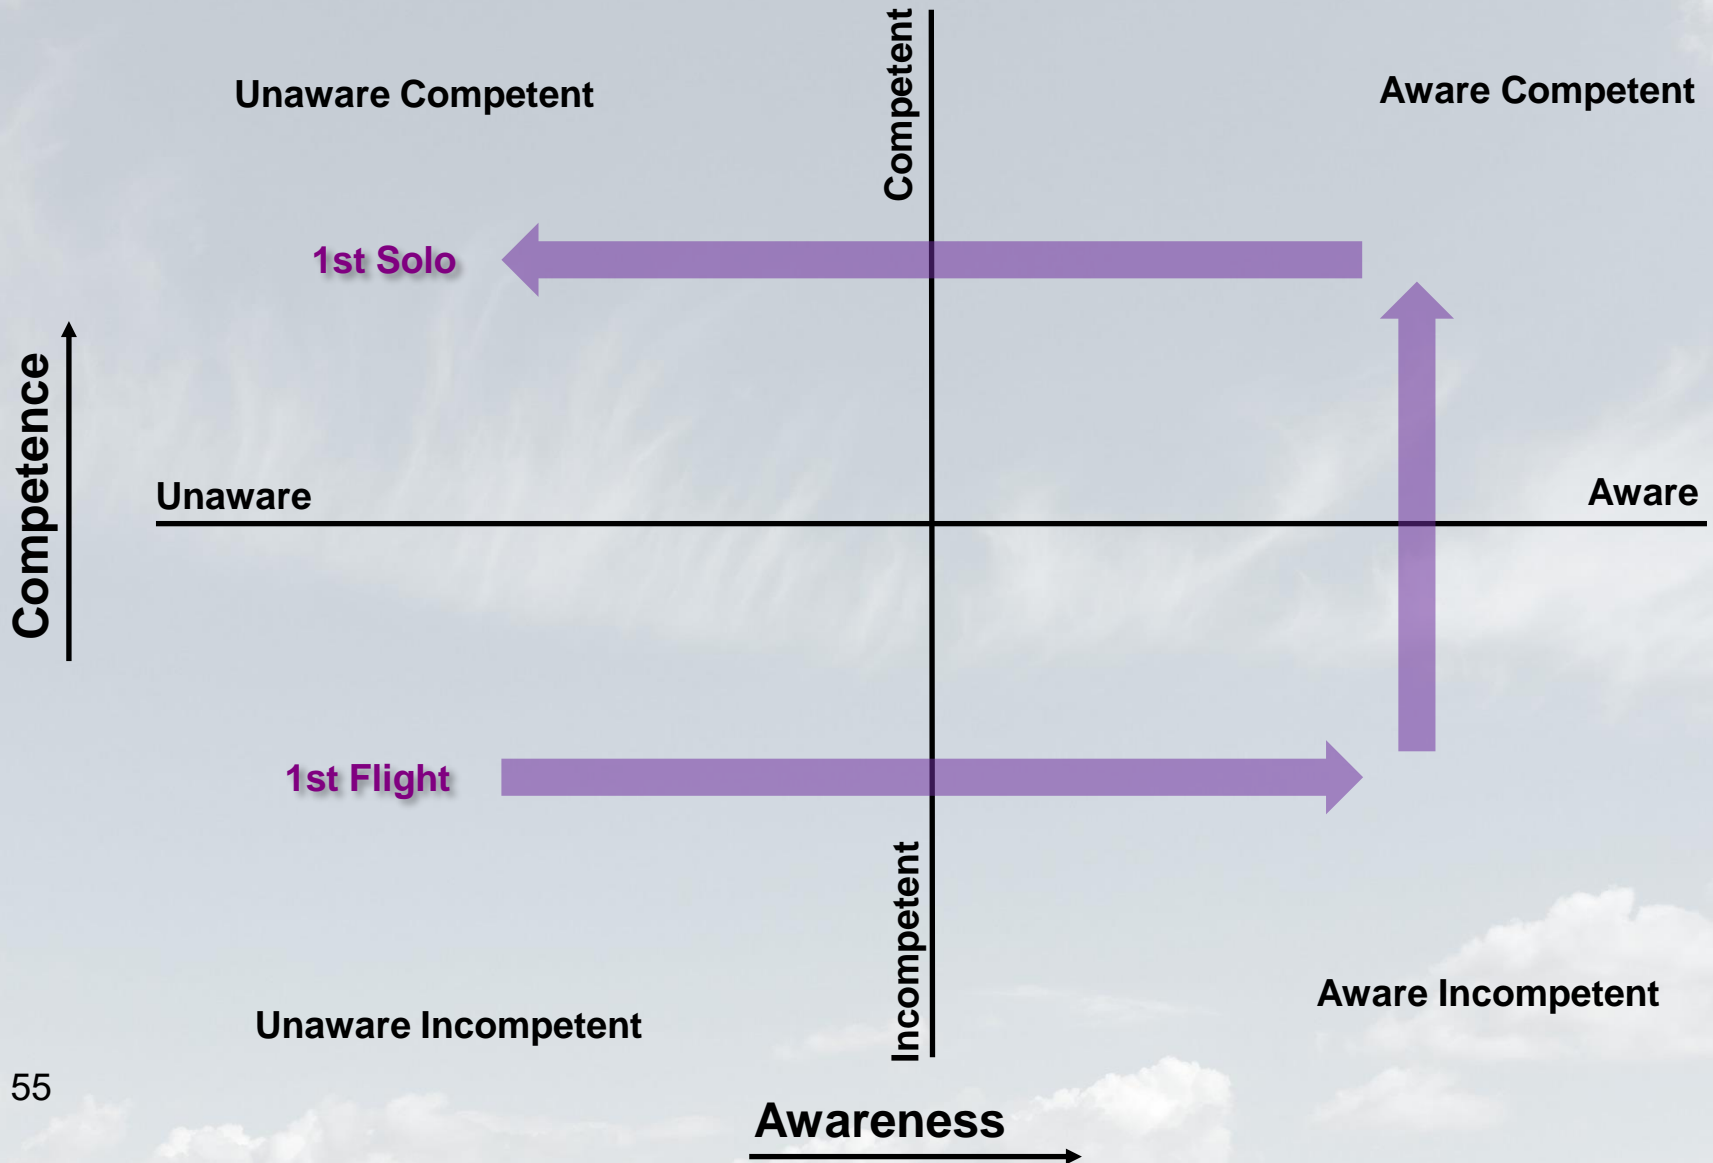 Unaware Competent
Competent
Aware Competent
1st Solo
Competence
Unaware
Aware
1st Flight
Incompetent
Aware Incompetent
Unaware Incompetent
55
Awareness